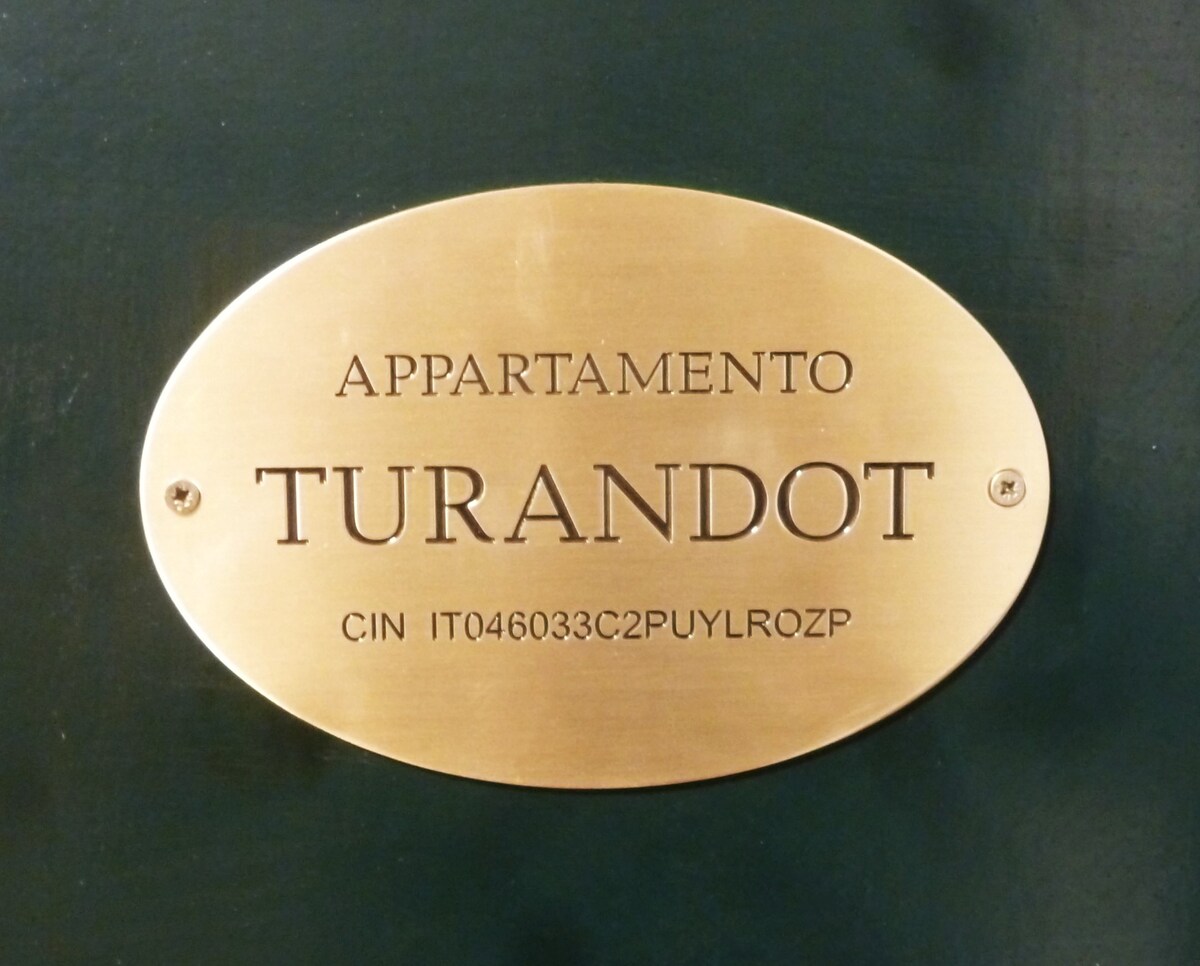 APPARTAMENTO
TURANDOT
CIN IT046033C2PUYLROZP